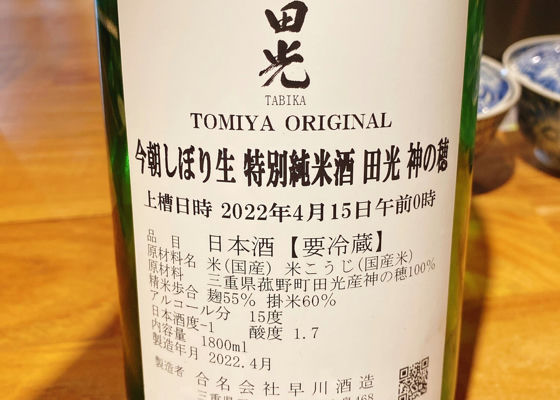 田光
TABIKA
TOMIYA ORIGINAL
今朝しぼり生 特別純米酒 田光 神の穂
上槽日時 2022年4月15日午前0時
品目 日本酒【要冷蔵】
原材料名 米(国産) 米こうじ(国産米)
原材料 三重県菰野町田光産神の穂100%
精米歩合 麹55% 掛米60%
アルコール分 15度
日本酒度-1 酸度 1.7
内容量 1800ml
製造年月 2022.4月
製造者 合名会社早川酒造